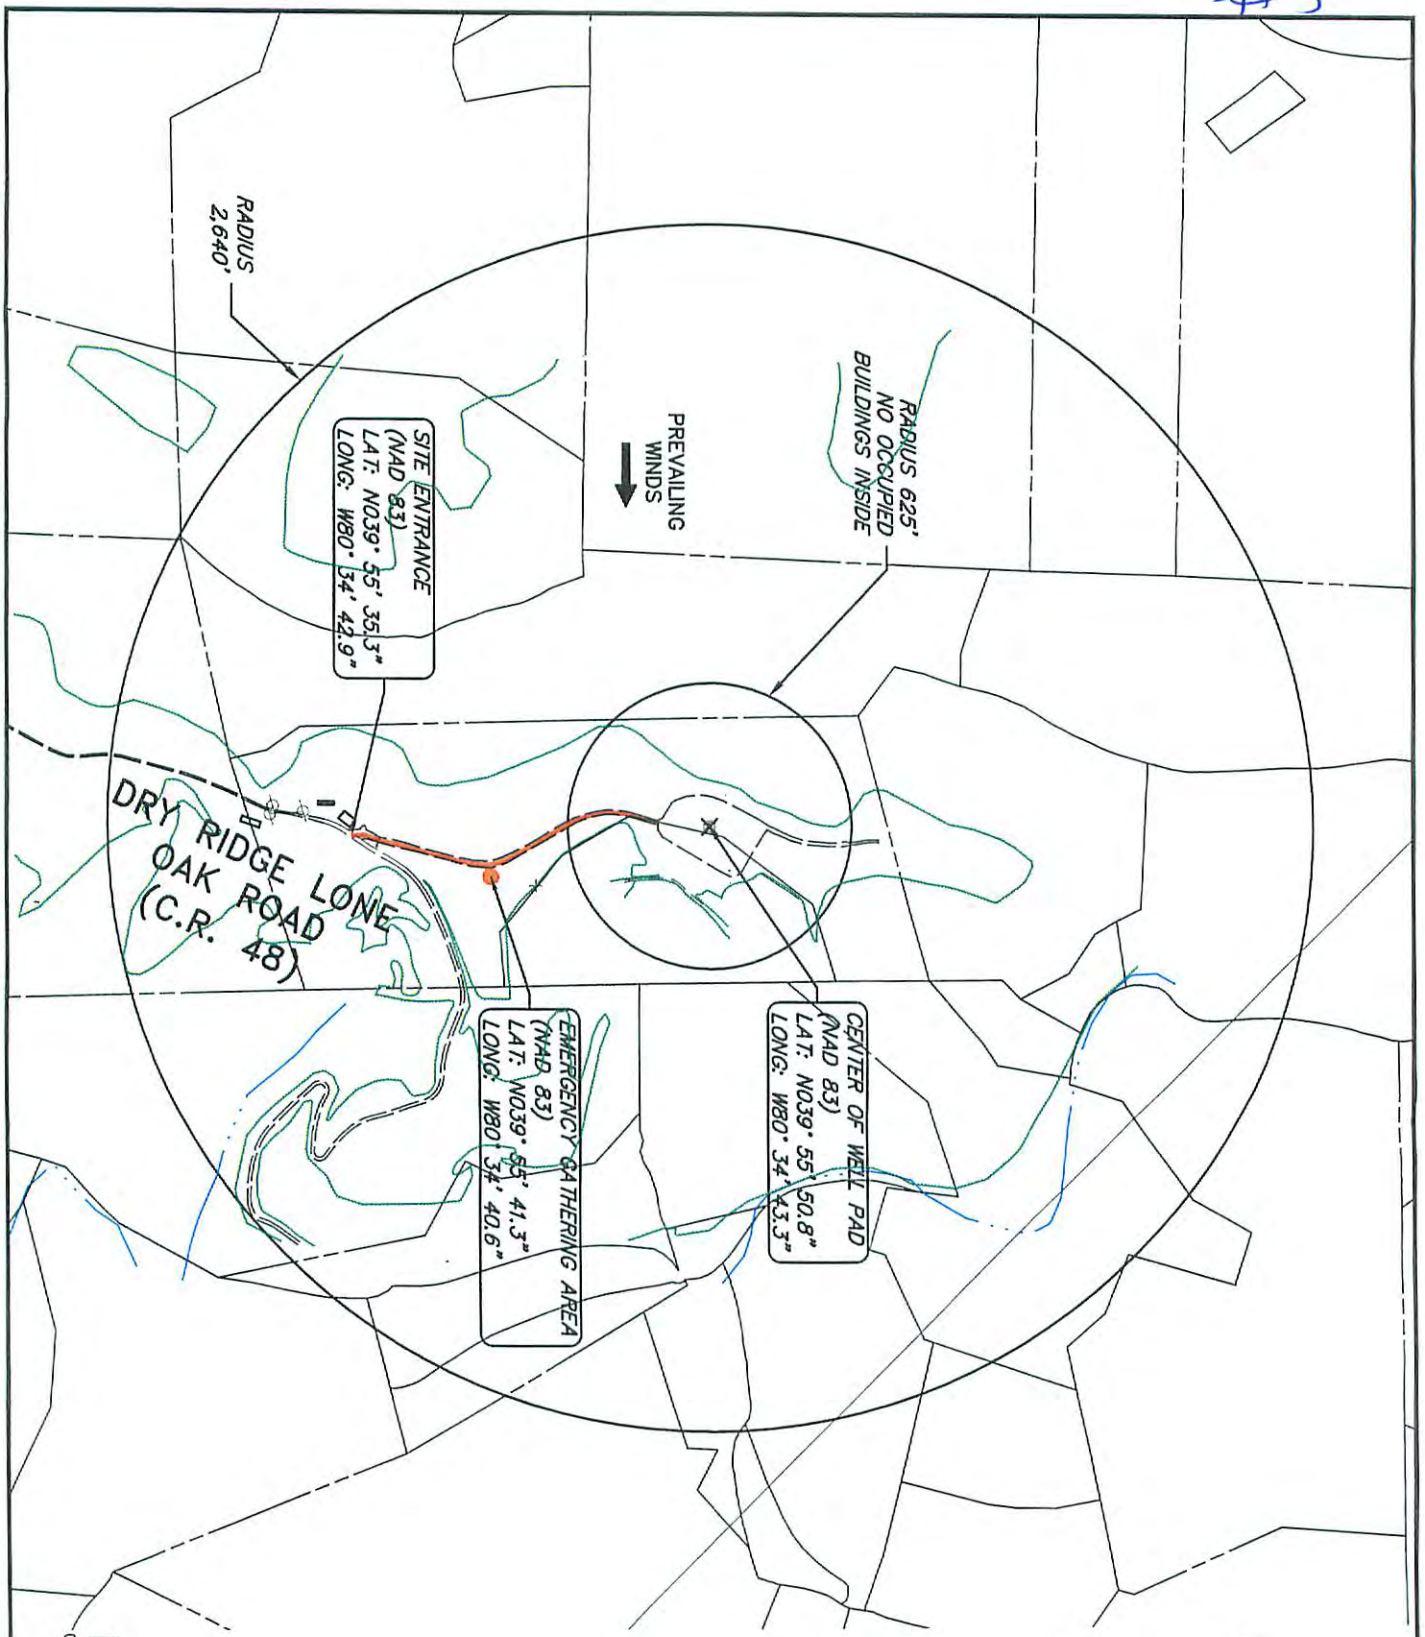 RADIUS
2,640'
RADIUS 625'
NO OCCUPIED
BUILDINGS INSIDE
PREVAILING
WINDS
SITE ENTRANCE
(NAD 83)
LAT: N039° 55' 35.3"
LONG: W80° 34' 42.9"
CENTER OF WELL PAD
(NAD 83)
LAT: N039° 55' 50.8"
LONG: W80° 34' 43.3"
EMERGENCY GATHERING AREA
(NAD 83)
LAT: N039° 55' 41.3"
LONG: W80° 34' 40.6"
DRY RIDGE LONE
OAK ROAD
(C.R. 48)